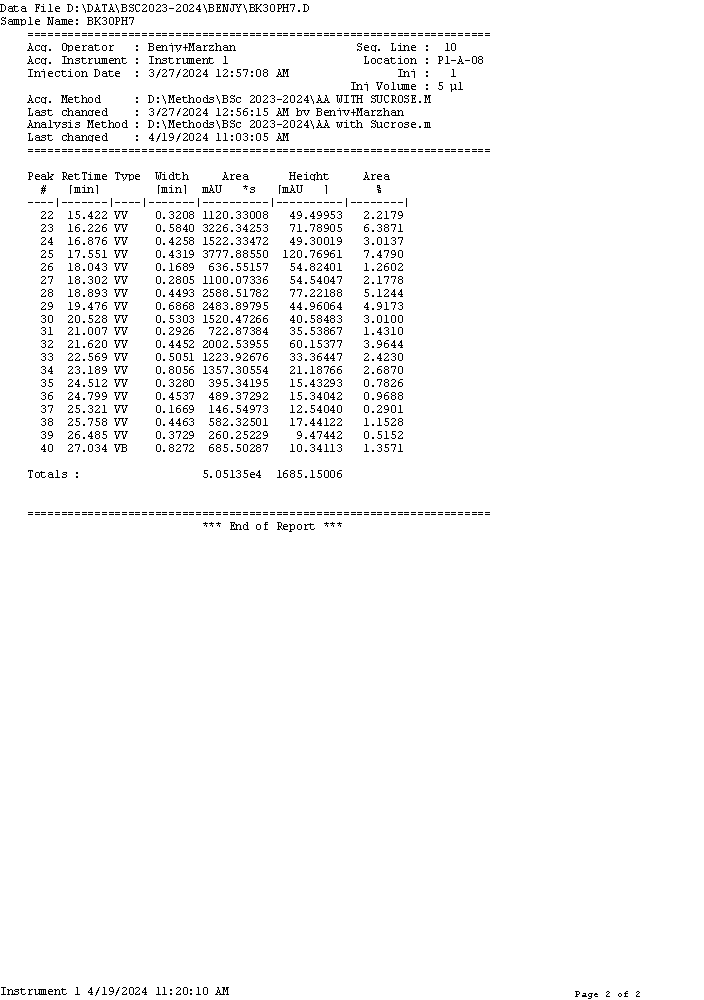 Data File D:\DATA\BSC2023-2024\BENJY\BK30PH7.D
Sample Name: BK30PH7
=====================================================================
Acq. Operator   : Benjy+Marzhan                  Seq. Line :  10
Acq. Instrument : Instrument 1                    Location : P1-A-08
Injection Date  : 3/27/2024 12:57:08 AM                Inj :   1
Inj Volume : 5 µl
Acq. Method     : D:\Methods\BSc 2023-2024\AA WITH SUCROSE.M
Last changed    : 3/27/2024 12:56:15 AM by Benjy+Marzhan
Analysis Method : D:\Methods\BSc 2023-2024\AA with Sucrose.m
Last changed    : 4/19/2024 11:03:05 AM
=====================================================================
Peak RetTime Type  Width     Area      Height     Area
#   [min]        [min]  mAU   *s   [mAU   ]       %
----|-------|----|-------|----------|----------|--------|
22  15.422 VV    0.3208 1120.33008   49.49953   2.2179
23  16.226 VV    0.5840 3226.34253   71.78905   6.3871
24  16.876 VV    0.4258 1522.33472   49.30019   3.0137
25  17.551 VV    0.4319 3777.88550  120.76961   7.4790
26  18.043 VV    0.1689  636.55157   54.82401   1.2602
27  18.302 VV    0.2805 1100.07336   54.54047   2.1778
28  18.893 VV    0.4493 2588.51782   77.22188   5.1244
29  19.476 VV    0.6868 2483.89795   44.96064   4.9173
30  20.528 VV    0.5303 1520.47266   40.58483   3.0100
31  21.007 VV    0.2926  722.87384   35.53867   1.4310
32  21.620 VV    0.4452 2002.53955   60.15377   3.9644
33  22.569 VV    0.5051 1223.92676   33.36447   2.4230
34  23.189 VV    0.8056 1357.30554   21.18766   2.6870
35  24.512 VV    0.3280  395.34195   15.43293   0.7826
36  24.799 VV    0.4537  489.37292   15.34042   0.9688
37  25.321 VV    0.1669  146.54973   12.54040   0.2901
38  25.758 VV    0.4463  582.32501   17.44122   1.1528
39  26.485 VV    0.3729  260.25229    9.47442   0.5152
40  27.034 VB    0.8272  685.50287   10.34113   1.3571
Totals :                  5.05135e4  1685.15006
=====================================================================
*** End of Report ***
Instrument 1 4/19/2024 11:20:10 AM
Page 2 of 2